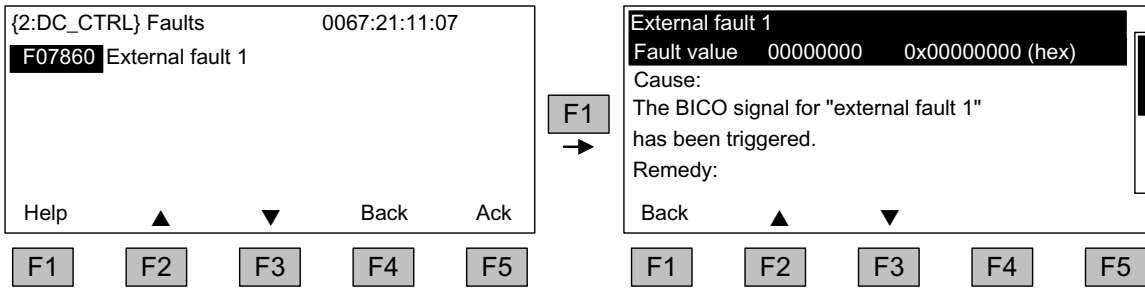 {2:DC_CTRL} Faults 0067:21:11:07
F07860 External fault 1
Help ▲ ▼ Back Ack
F1 F2 F3 F4 F5
F1
External fault 1
Fault value 00000000 0x00000000 (hex)
Cause:
The BICO signal for "external fault 1"
has been triggered.
Remedy:
Back ▲ ▼
F1 F2 F3 F4 F5